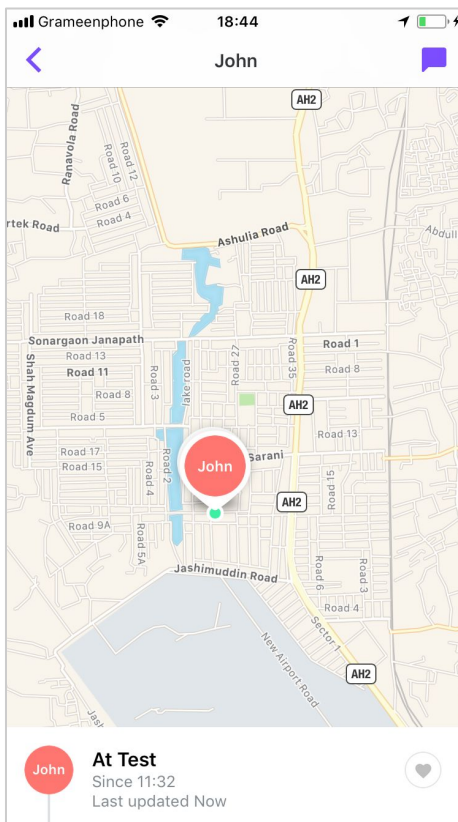 Grameenphone
18:44
John
AH2
Ranavola Road
Road 12
Road 10
Road 6
Road 4
rtek Road
Ashulia Road
Abdull
AH2
Road 18
Sonargaon Janapath
Road 1
Road 13
Road 11
Road 8
Road 3
lake road
Road 27
Road 35
Road 8
Shah Magdum Ave
AH2
Road 5
Road 13
Road 17
Road 15
Road 4
Road 2
John
Sarani
AH2
Road 15
Road 9A
Road 5A
Jashimuddin Road
Road 6
Road 3
Road 4
Sector 1
New Airport Road
AH2
Jash
John
At Test
Since 11:32
Last updated Now